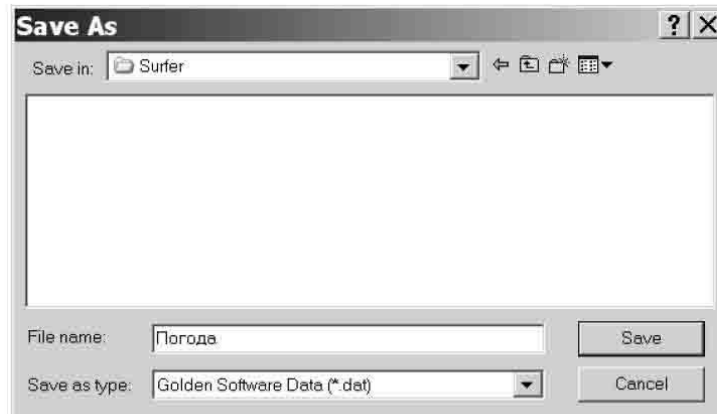 Save As
Save in: Surfer
File name: Погода Save
Save as type: Golden Software Data (*.dat) Cancel